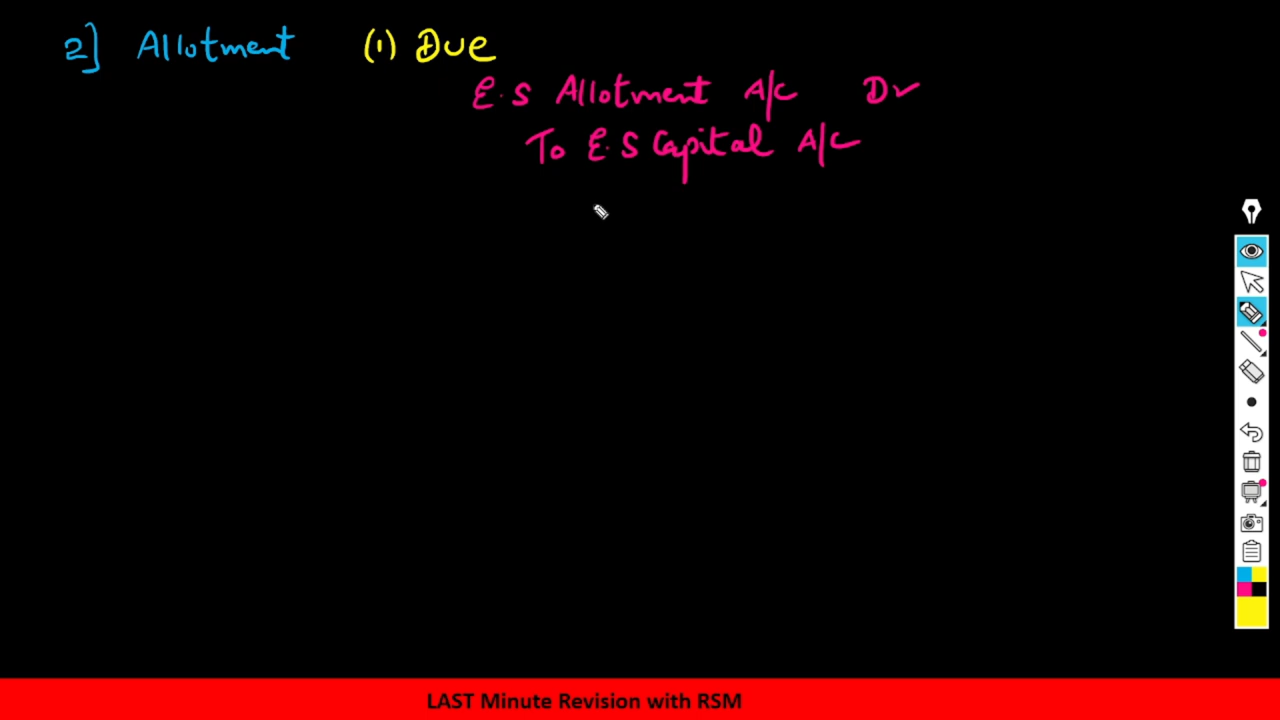 2] Allotment (1) Due
E.S Allotment A/C Dr
To E.S Capital A/C
LAST Minute Revision with RSM